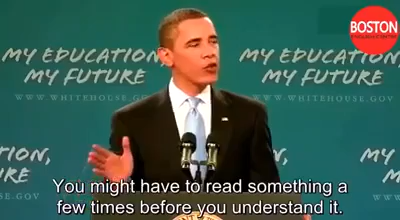 BOSTON
MY EDUCATION,
MY FUTURE
WWW.WHITEHOUSE.GOV
MY EDUCATION,
MY FUTURE
WWW.WHITEHOUSE.GOV
ION,
You might have to read something a
few times before you understand it.